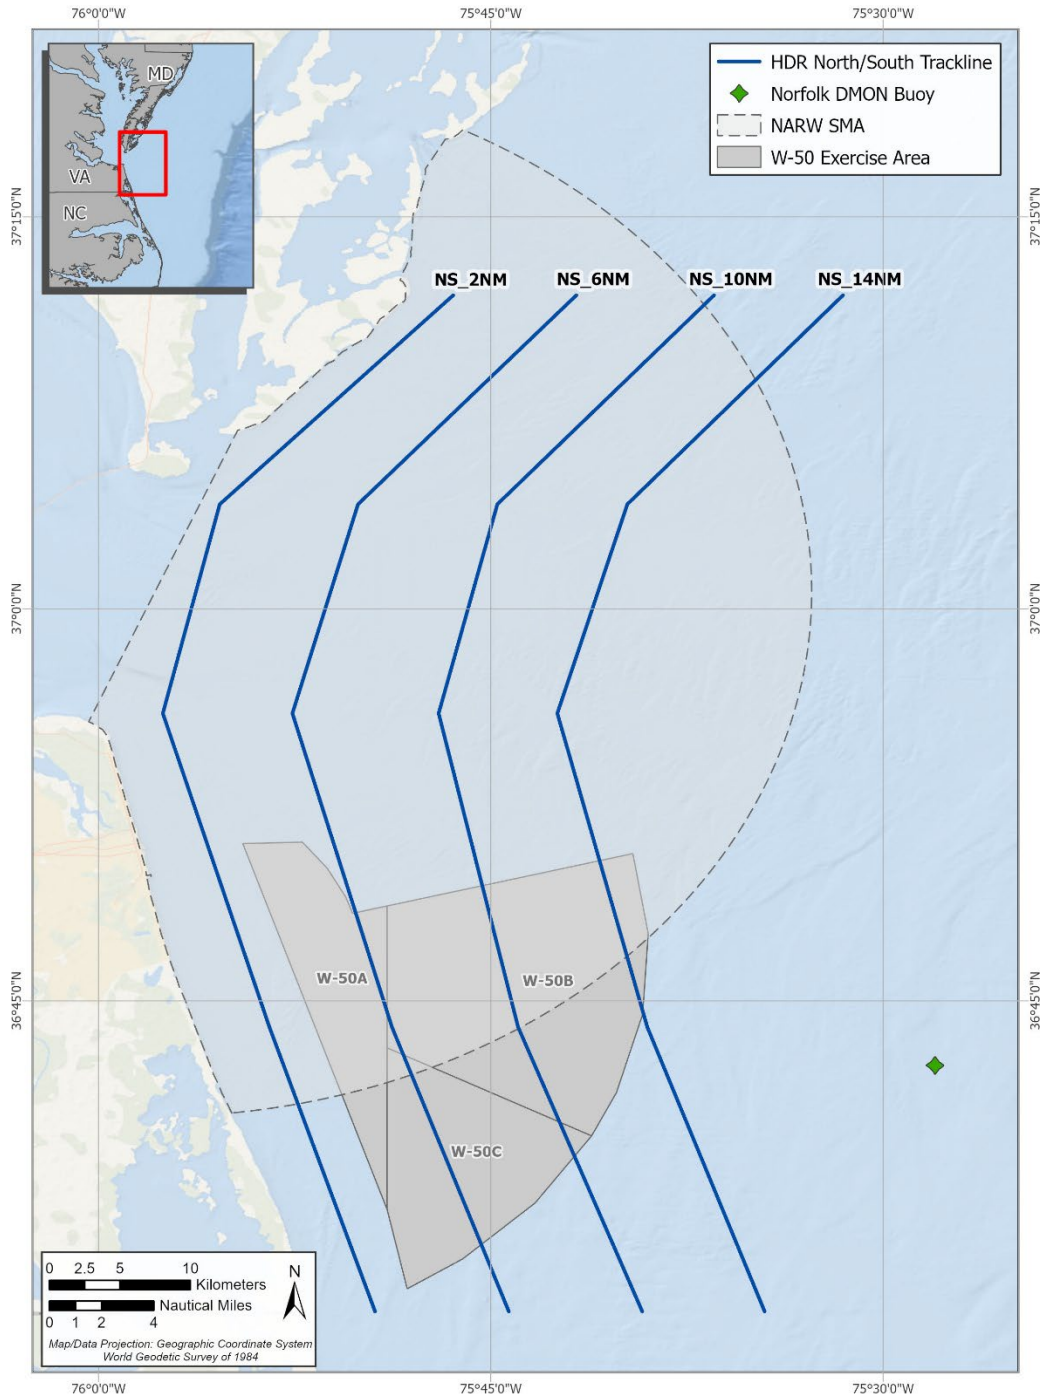 76°0'0"W
75°45'0"W
75°30'0"W
MD
VA
NC
HDR North/South Trackline
Norfolk DMON Buoy
NARW SMA
W-50 Exercise Area
37°15'0"N
37°15'0"N
NS_2NM
NS_6NM
NS_10NM
NS_14NM
37°0'0"N
37°0'0"N
W-50A
W-50B
36°45'0"N
36°45'0"N
W-50C
0 2.5 5 10
Kilometers
Nautical Miles
0 1 2 4
N
Map/Data Projection: Geographic Coordinate System
World Geodetic Survey of 1984
76°0'0"W
75°45'0"W
75°30'0"W